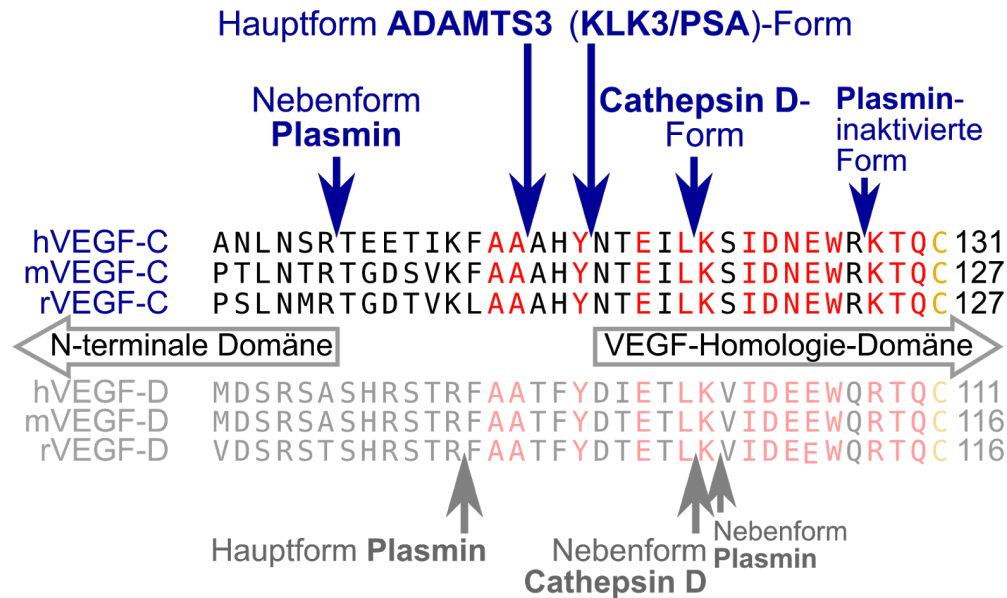 Hauptform ADAMTS3 (KLK3/PSA)-Form
Nebenform
Plasmin
Cathepsin D-
Form
Plasmin-
inaktivierte
Form
hVEGF-C ANLNSRTEETIKFAAAHYNTEILKSIDNEWRKTQC 131
mVEGF-C PTLNTRTGDSVKFAAAHYNTEILKSIDNEWRKTQC 127
rVEGF-C PSLNMRTGDTVKLAAAHYNTEILKSIDNEWRKTQC 127
N-terminale Domäne VEGF-Homologie-Domäne
hVEGF-D MDSRSASHRSTRFAATFYDIETLKVIDEEWQRTQC 111
mVEGF-D MDSRSASHRSTRFAATFYDIETLKVIDEEWQRTQC 116
rVEGF-D VDSRSTSHRSTRFAATFYDIETLKVIDEEWQRTQC 116
Hauptform Plasmin
Nebenform
Cathepsin D
Nebenform
Plasmin